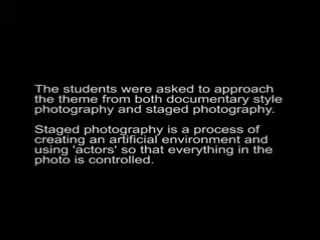 The students were asked to approach
the theme from both documentary style
photography and staged photography.
Staged photography is a process of
creating an artificial environment and
using 'actors' so that everything in the
photo is controlled.